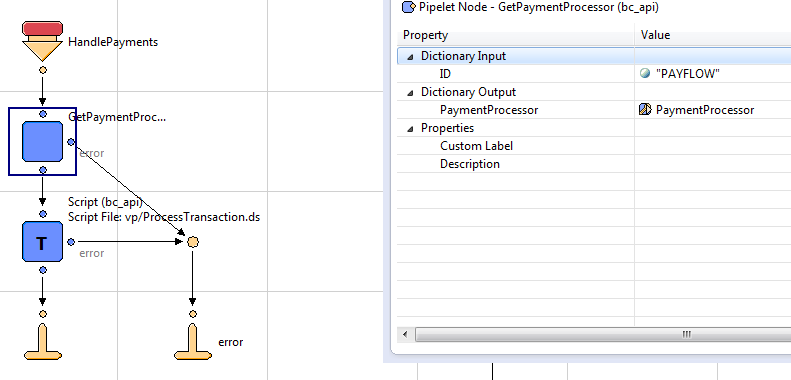 HandlePayments
GetPaymentProc...
error
Script (bc_api)
Script File: vp/ProcessTransaction.ds
T
error
error
Pipelet Node - GetPaymentProcessor (bc_api)
Property Value
Dictionary Input
ID "PAYFLOW"
Dictionary Output
PaymentProcessor PaymentProcessor
Properties
Custom Label
Description